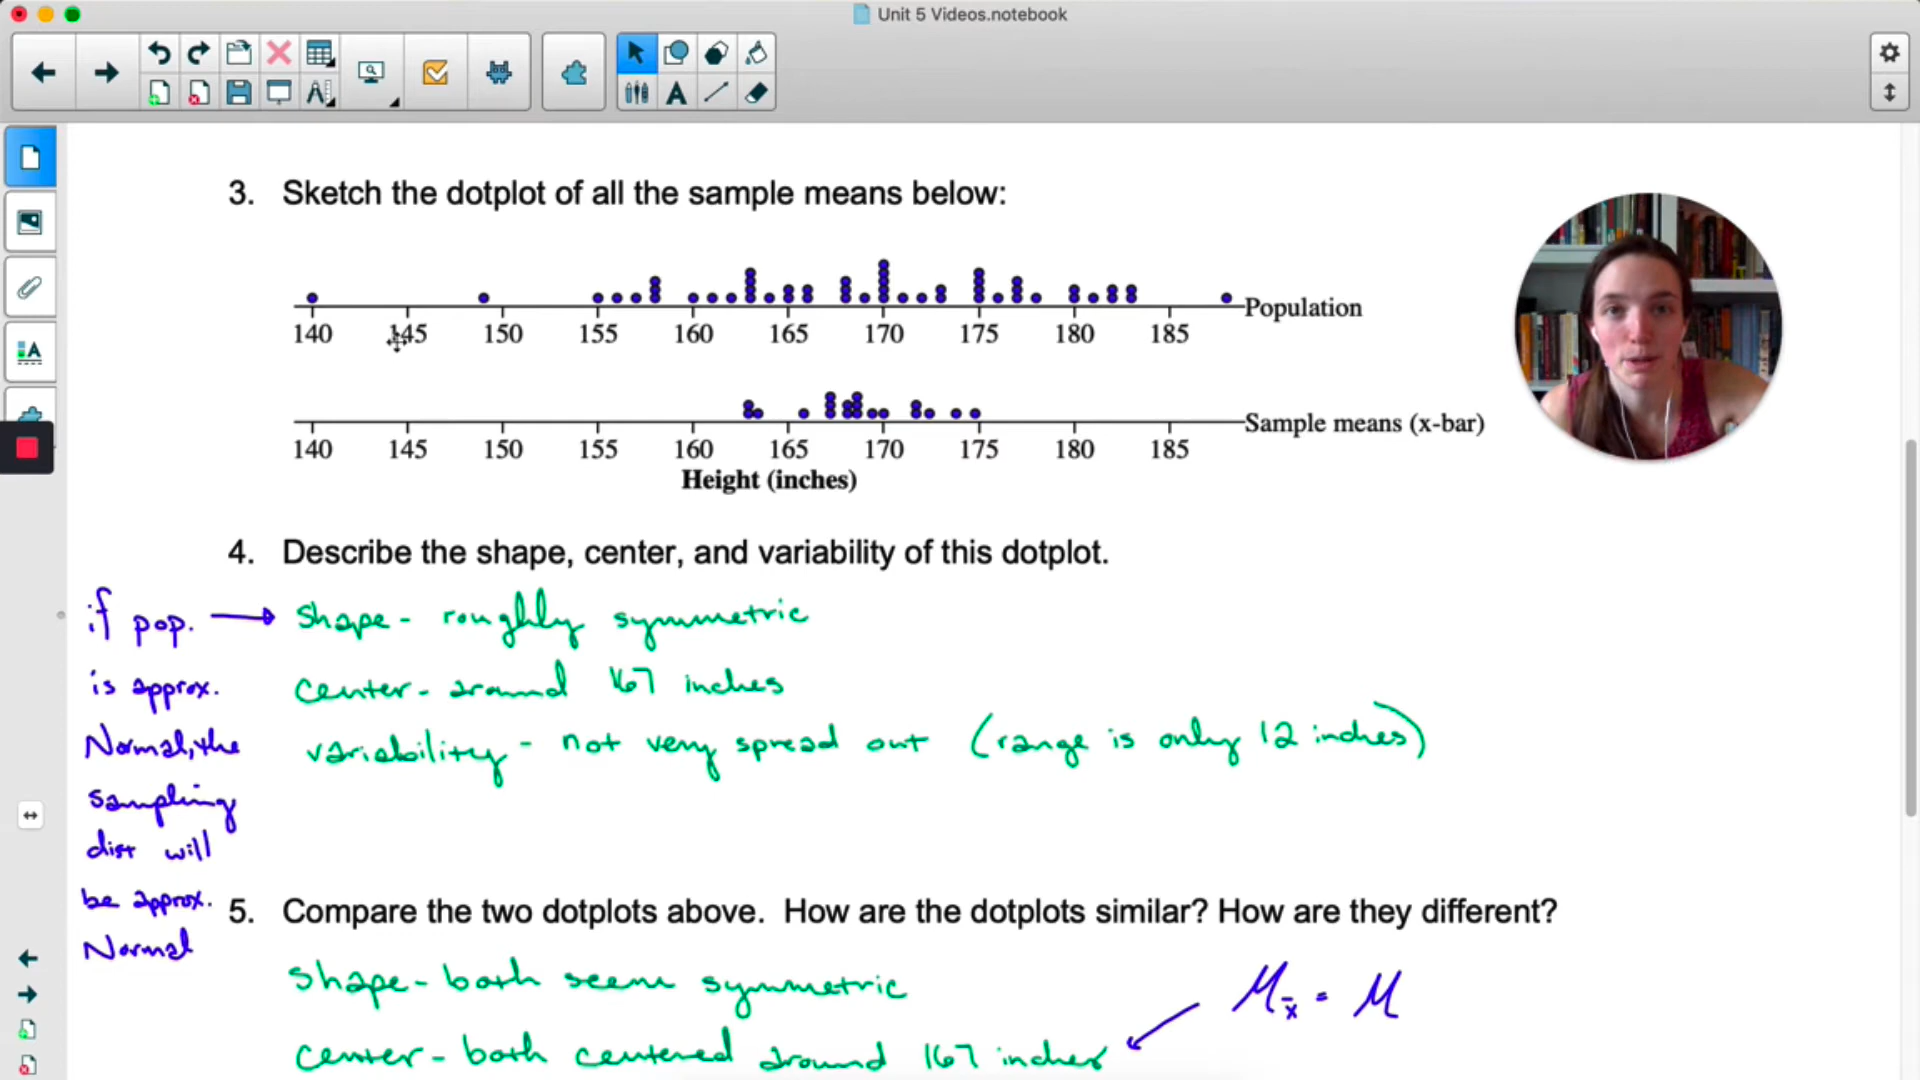 Unit 5 Videos.notebook
3. Sketch the dotplot of all the sample means below:
140 145 150 155 160 165 170 175 180 185 Population
140 145 150 155 160 165 170 175 180 185 Sample means (x-bar)
Height (inches)
4. Describe the shape, center, and variability of this dotplot.
if pop. → shape - roughly symmetric
is approx. center - around 167 inches
Normal, the variability - not very spread out (range is only 12 inches)
sampling
dist will
be approx.
Normal
5. Compare the two dotplots above. How are the dotplots similar? How are they different?
shape - both seem symmetric
μx̄ = μ
center - both centered around 167 inches